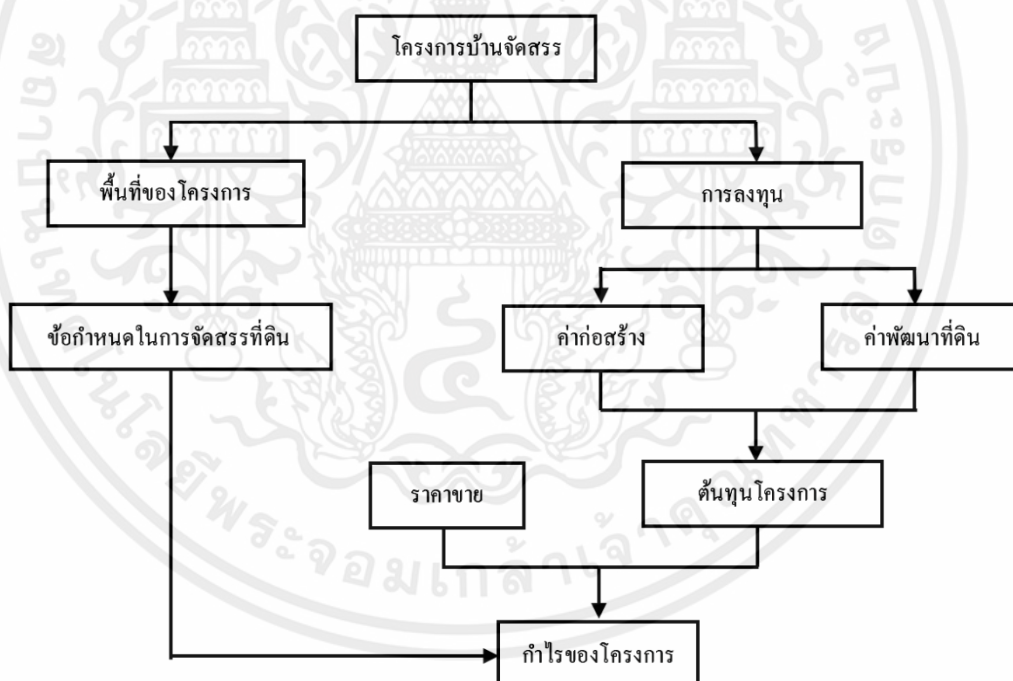 โครงการบ้านจัดสรร
พื้นที่ของโครงการ
การลงทุน
ข้อกำหนดในการจัดสรรที่ดิน
ค่าก่อสร้าง
ค่าพัฒนาที่ดิน
ราคาขาย
ต้นทุนโครงการ
กำไรของโครงการ